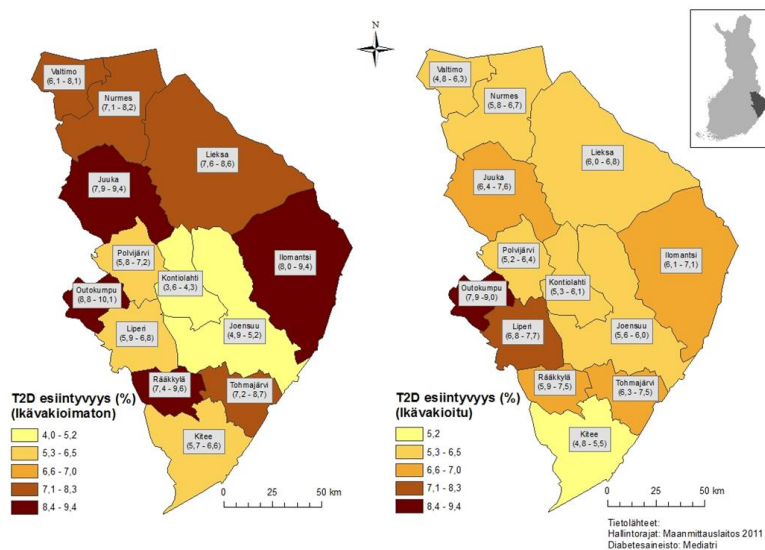 N
Valtimo
(6,1 - 8,1)
Nurmes
(7,1 - 8,2)
Lieksa
(7,6 - 8,6)
Juuka
(7,9 - 9,4)
Ilomantsi
(8,0 - 9,4)
Polvijärvi
(5,8 - 7,2)
Kontiolahti
(3,6 - 4,3)
Outokumpu
(8,8 - 10,1)
Joensuu
(4,9 - 5,2)
Liperi
(5,9 - 6,8)
Rääkkylä
(7,4 - 9,6)
Tohmajärvi
(7,2 - 8,7)
Kitee
(5,7 - 6,6)
T2D esiintyvyys (%)
(Ikävakioimaton)
4,0 - 5,2
5,3 - 6,5
6,6 - 7,0
7,1 - 8,3
8,4 - 9,4
0 25 50 km
Valtimo
(4,8 - 6,3)
Nurmes
(5,8 - 6,7)
Lieksa
(6,0 - 6,8)
Juuka
(6,4 - 7,6)
Ilomantsi
(6,1 - 7,1)
Polvijärvi
(5,2 - 6,4)
Kontiolahti
(5,3 - 6,1)
Outokumpu
(7,9 -9,0)
Joensuu
(5,6 - 6,0)
Liperi
(6,8 - 7,7)
Rääkkylä
(5,9 - 7,5)
Tohmajärvi
(6,3 - 7,5)
Kitee
(4,8 - 5,5)
T2D esiintyvyys (%)
(Ikävakioitu)
5,2
5,3 - 6,5
6,6 - 7,0
7,1 - 8,3
8,4 - 9,4
0 25 50 km
Tietolähteet:
Hallintorajat: Maanmittauslaitos 2011
Diabetesaineisto: Mediatri